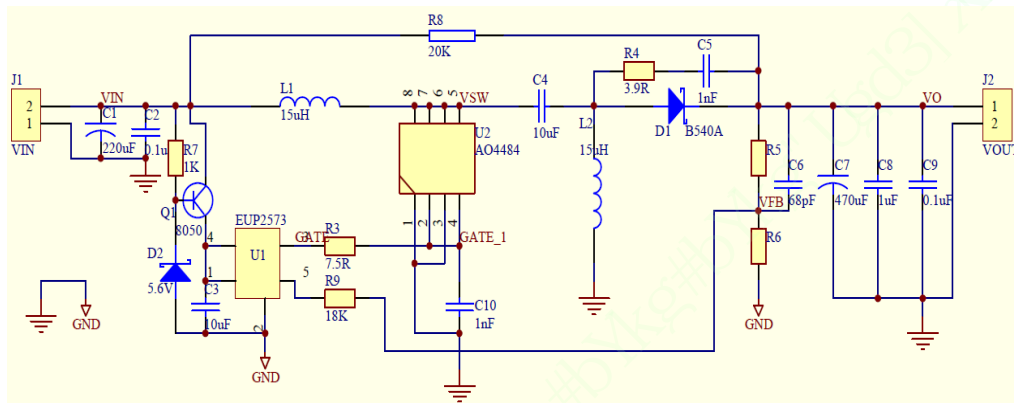 R8
20K
J1
2
1
VIN
VIN
C1
220uF
C2
0.1u
R7
1K
L1
15uH
8
7
6
5
VSW
U2
AO4484
1
2
3
4
C4
10uF
R4
3.9R
C5
1nF
D1
B540A
L2
15uH
VO
J2
1
2
VOUT
R5
VFB
R6
C6
68pF
C7
470uF
C8
1uF
C9
0.1uF
Q1
8050
EUP2573
U1
4
1
3
5
2
GATE
R3
7.5R
GATE_1
R9
18K
D2
5.6V
C3
10uF
C10
1nF
GND
GND
GND